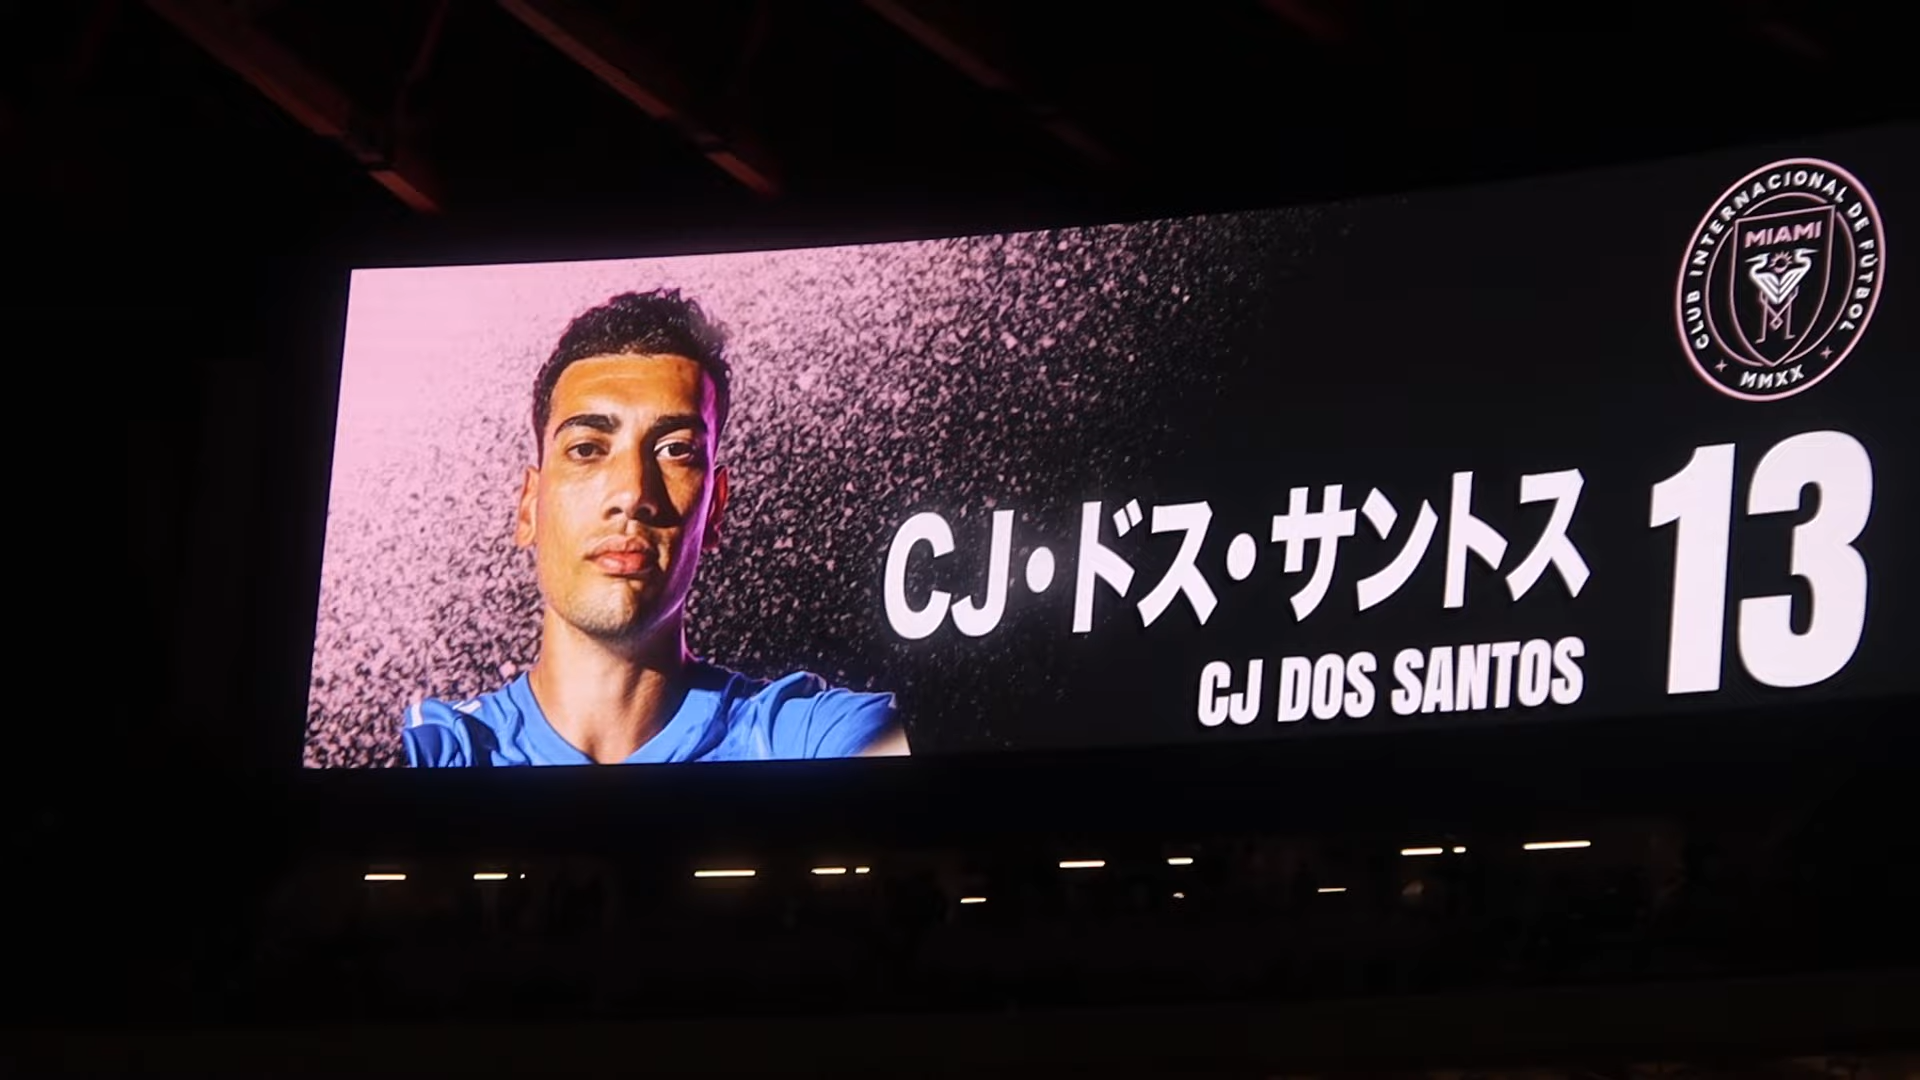 CLUB INTERNACIONAL DE FÚTBOL
MIAMI
MMXX
CJ・ドス・サントス
13
CJ DOS SANTOS